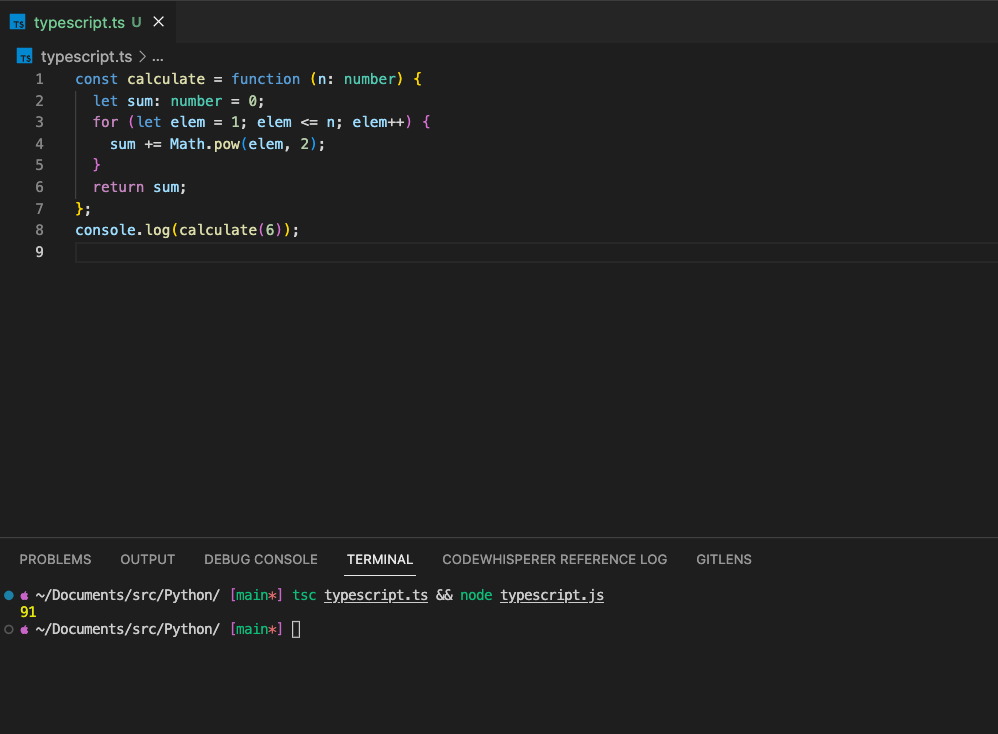 TS typescript.ts U ×
TS typescript.ts > ...
1 const calculate = function (n: number) {
2 let sum: number = 0;
3 for (let elem = 1; elem <= n; elem++) {
4 sum += Math.pow(elem, 2);
5 }
6 return sum;
7 };
8 console.log(calculate(6));
9
PROBLEMS OUTPUT DEBUG CONSOLE TERMINAL CODEWHISPERER REFERENCE LOG GITLENS
~/Documents/src/Python/ [main*] tsc typescript.ts && node typescript.js
91
~/Documents/src/Python/ [main*]